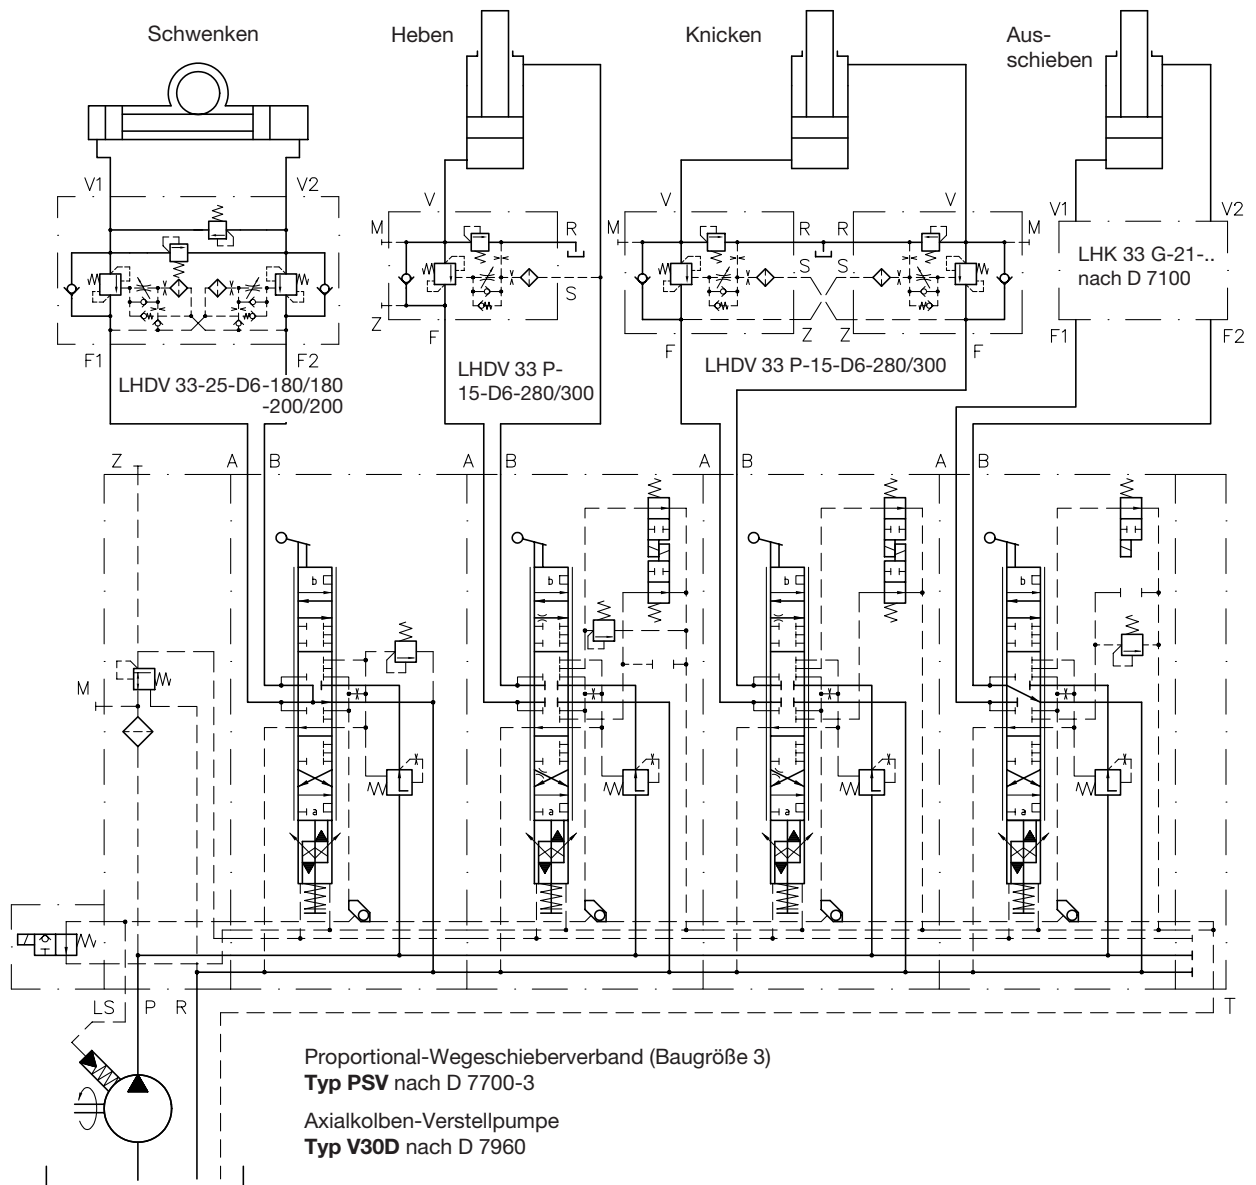 Schwenken
Heben
Knicken
Aus-
schieben
V1
V2
V
V
V
V1
V2
M
R
M
R
R
M
S
S
S
Z
Z
Z
F1
F2
F
F
F
F1
F2
LHK 33 G-21-..
nach D 7100
LHDV 33-25-D6-180/180
-200/200
LHDV 33 P-
15-D6-280/300
LHDV 33 P-15-D6-280/300
Z
A
B
A
B
A
B
A
B
b
b
b
b
M
a
a
a
a
LS
P
R
T
Proportional-Wegeschieberverband (Baugröße 3)
Typ PSV nach D 7700-3
Axialkolben-Verstellpumpe
Typ V30D nach D 7960